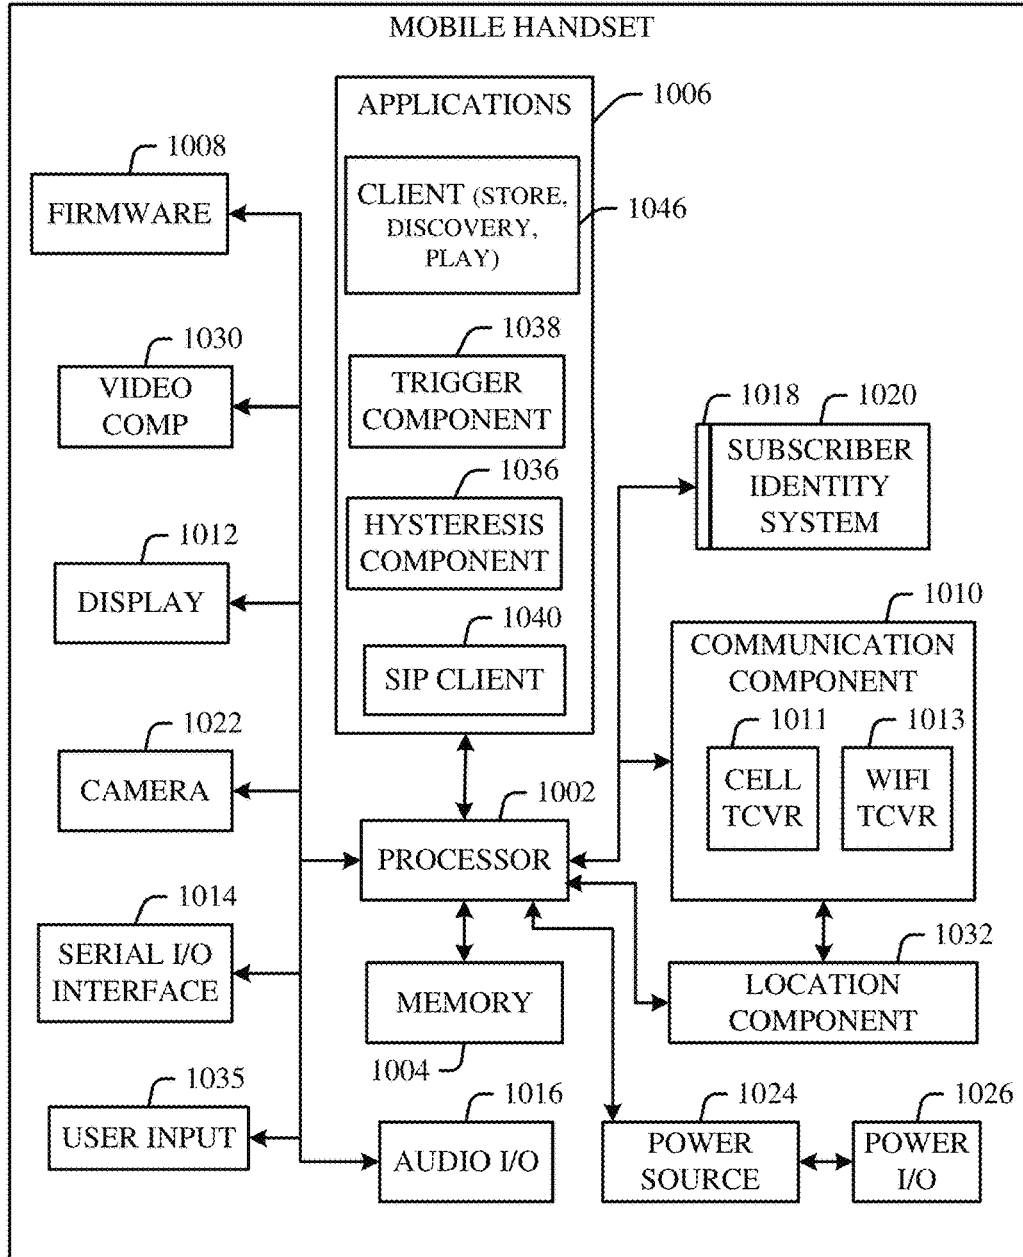 MOBILE HANDSET
APPLICATIONS
1006
CLIENT (STORE,
DISCOVERY,
PLAY)
1046
1038
TRIGGER
COMPONENT
1036
HYSTERESIS
COMPONENT
1040
SIP CLIENT
1008
FIRMWARE
1030
VIDEO
COMP
1012
DISPLAY
1022
CAMERA
1014
SERIAL I/O
INTERFACE
1035
USER INPUT
1002
PROCESSOR
MEMORY
1004
1016
AUDIO I/O
1018
1020
SUBSCRIBER
IDENTITY
SYSTEM
1010
COMMUNICATION
COMPONENT
1011
CELL
TCVR
1013
WIFI
TCVR
1032
LOCATION
COMPONENT
1024
POWER
SOURCE
1026
POWER
I/O